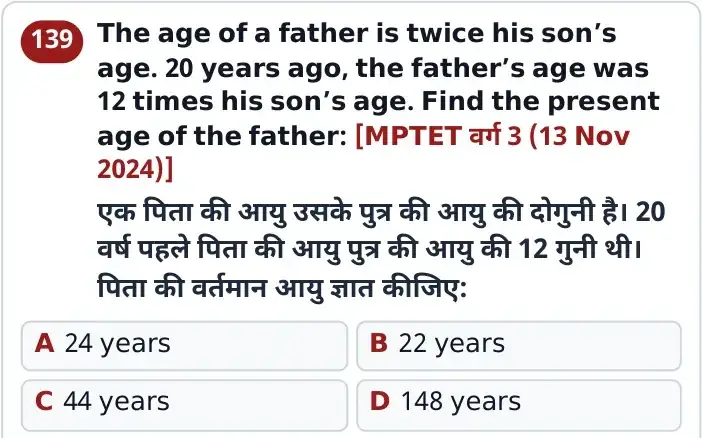 139 The age of a father is twice his son’s
age. 20 years ago, the father’s age was
12 times his son’s age. Find the present
age of the father: [MPTET वर्ग 3 (13 Nov
2024)]
एक पिता की आयु उसके पुत्र की आयु की दोगुनी है। 20
वर्ष पहले पिता की आयु पुत्र की आयु की 12 गुनी थी।
पिता की वर्तमान आयु ज्ञात कीजिए:
A 24 years
B 22 years
C 44 years
D 148 years